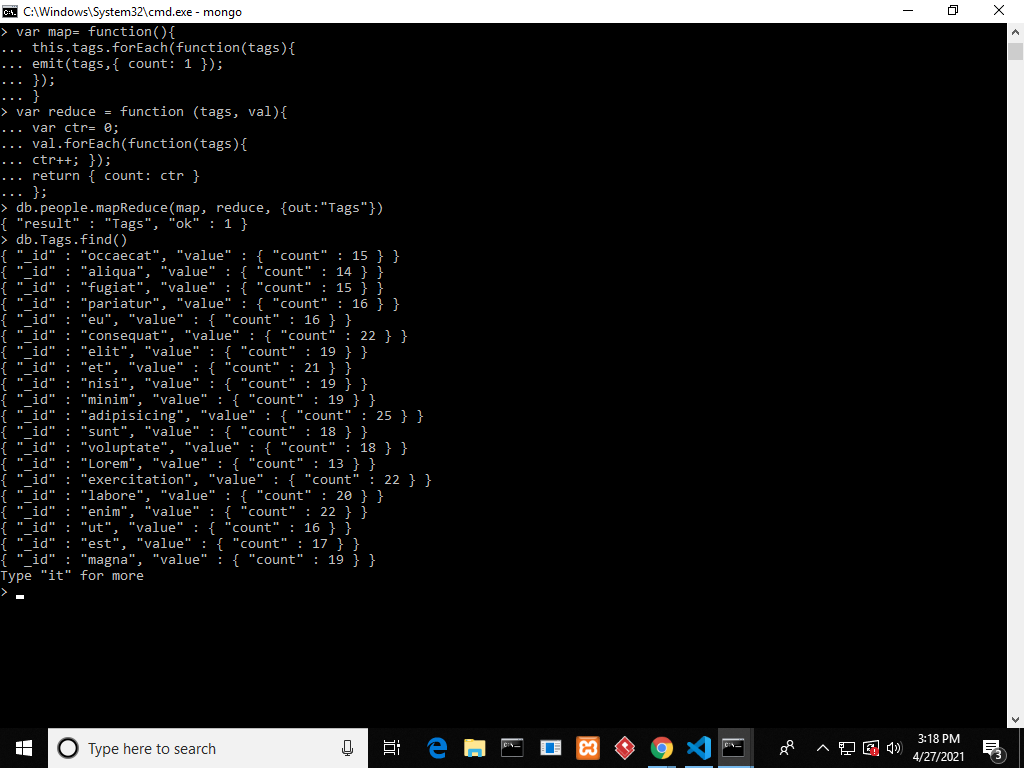 C:\Windows\System32\cmd.exe - mongo
> var map= function(){
... this.tags.forEach(function(tags){
... emit(tags,{ count: 1 });
... });
... }
> var reduce = function (tags, val){
... var ctr= 0;
... val.forEach(function(tags){
... ctr++; });
... return { count: ctr }
... };
> db.people.mapReduce(map, reduce, {out:"Tags"})
{ "result" : "Tags", "ok" : 1 }
> db.Tags.find()
{ "_id" : "occaecat", "value" : { "count" : 15 } }
{ "_id" : "aliqua", "value" : { "count" : 14 } }
{ "_id" : "fugiat", "value" : { "count" : 15 } }
{ "_id" : "pariatur", "value" : { "count" : 16 } }
{ "_id" : "eu", "value" : { "count" : 16 } }
{ "_id" : "consequat", "value" : { "count" : 22 } }
{ "_id" : "elit", "value" : { "count" : 19 } }
{ "_id" : "et", "value" : { "count" : 21 } }
{ "_id" : "nisi", "value" : { "count" : 19 } }
{ "_id" : "minim", "value" : { "count" : 19 } }
{ "_id" : "adipisicing", "value" : { "count" : 25 } }
{ "_id" : "sunt", "value" : { "count" : 18 } }
{ "_id" : "voluptate", "value" : { "count" : 18 } }
{ "_id" : "Lorem", "value" : { "count" : 13 } }
{ "_id" : "exercitation", "value" : { "count" : 22 } }
{ "_id" : "labore", "value" : { "count" : 20 } }
{ "_id" : "enim", "value" : { "count" : 22 } }
{ "_id" : "ut", "value" : { "count" : 16 } }
{ "_id" : "est", "value" : { "count" : 17 } }
{ "_id" : "magna", "value" : { "count" : 19 } }
Type "it" for more
>
Type here to search
3:18 PM
4/27/2021
3